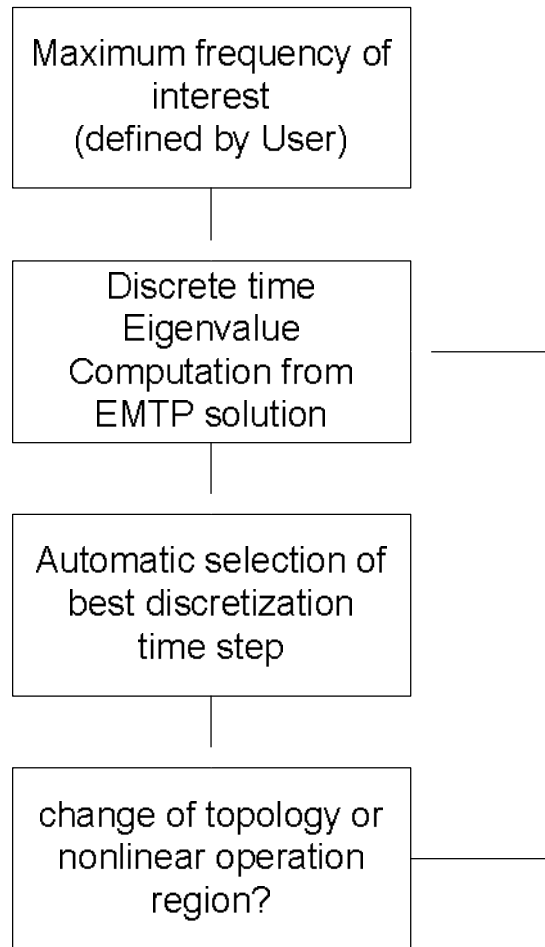 Maximum frequency of
interest
(defined by User)
Discrete time
Eigenvalue
Computation from
EMTP solution
Automatic selection of
best discretization
time step
change of topology or
nonlinear operation
region?